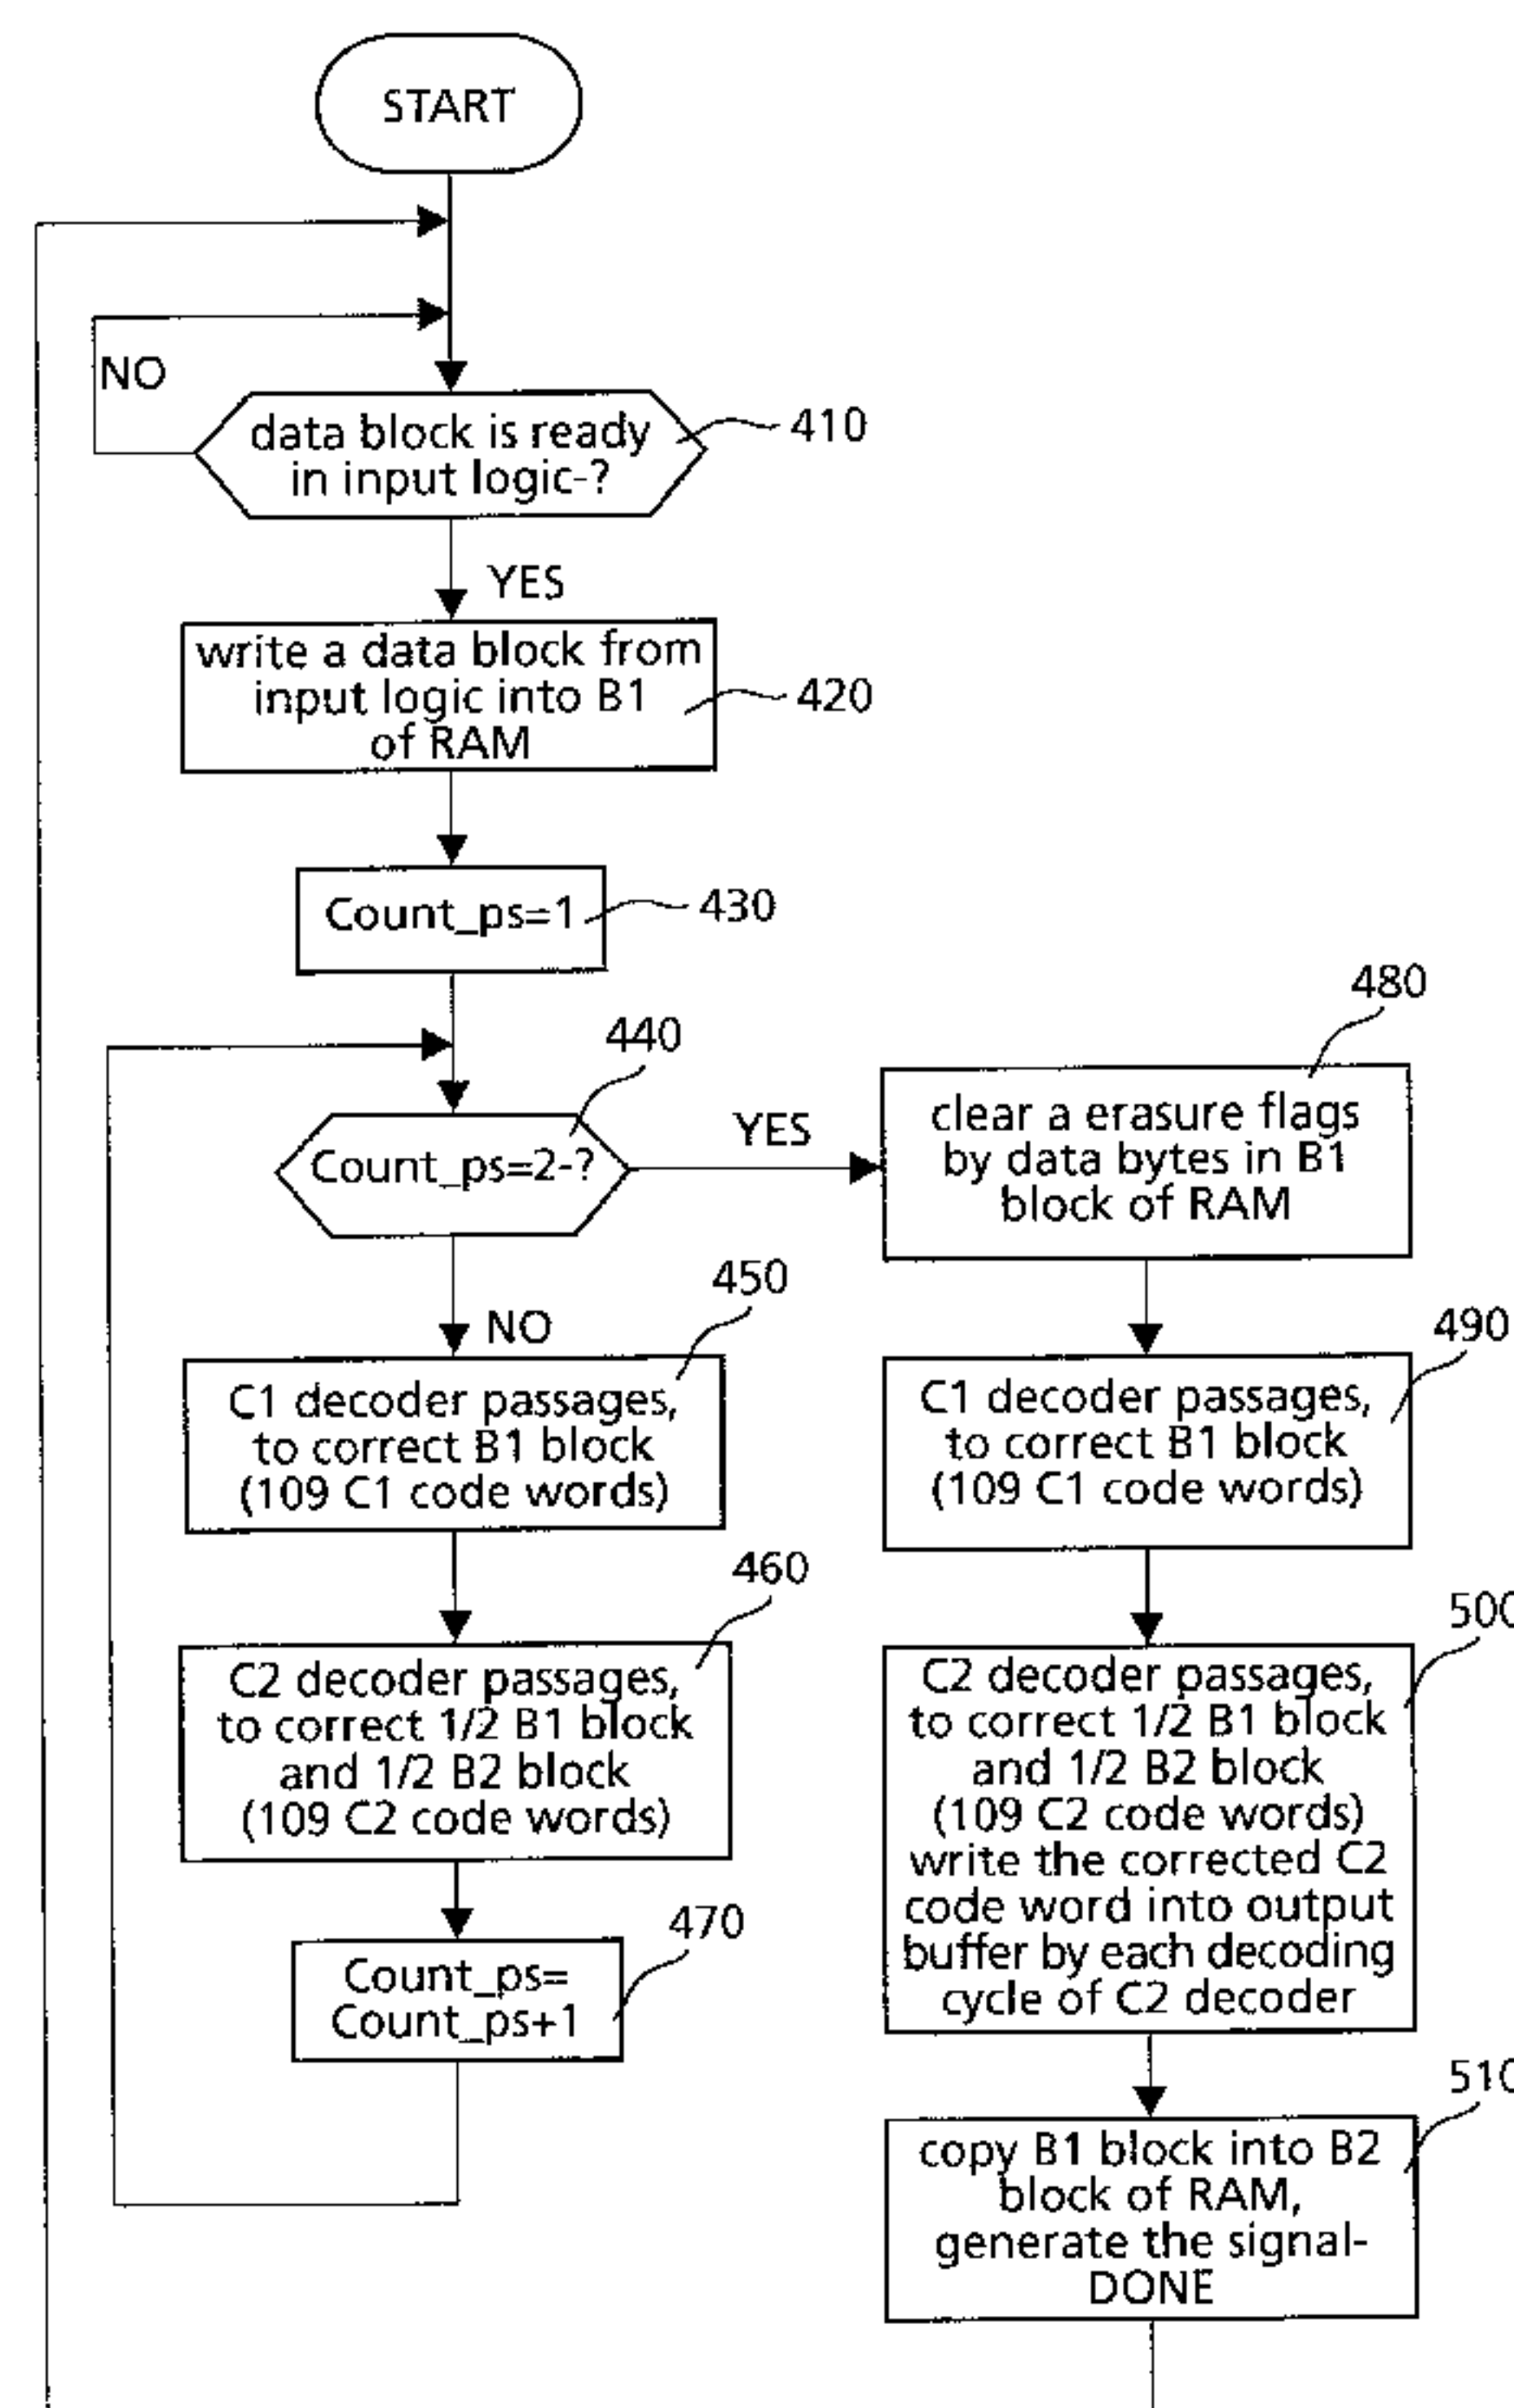 START
NO
data block is ready
in input logic-?
410
YES
write a data block from
input logic into B1
of RAM
420
Count_ps=1
430
440
Count_ps=2-?
YES
480
clear a erasure flags
by data bytes in B1
block of RAM
NO
450
C1 decoder passages,
to correct B1 block
(109 C1 code words)
490
C1 decoder passages,
to correct B1 block
(109 C1 code words)
460
C2 decoder passages,
to correct 1/2 B1 block
and 1/2 B2 block
(109 C2 code words)
500
C2 decoder passages,
to correct 1/2 B1 block
and 1/2 B2 block
(109 C2 code words)
write the corrected C2
code word into output
buffer by each decoding
cycle of C2 decoder
470
Count_ps=
Count_ps+1
510
copy B1 block into B2
block of RAM,
generate the signal-
DONE